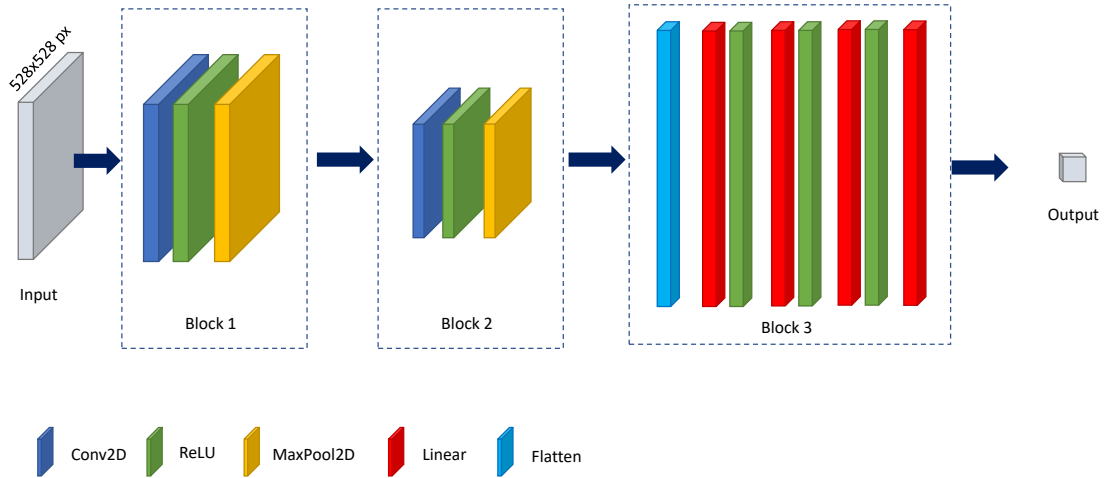 528x528 px
Input
Block 1
Block 2
Block 3
Output
Conv2D
ReLU
MaxPool2D
Linear
Flatten